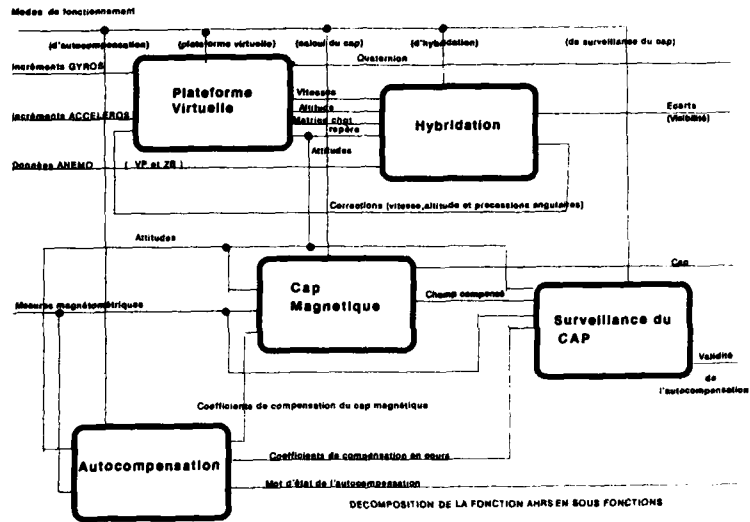 Modes de fonctionnement
(d'autocompensation) (plateforme virtuelle) (calcul du cap) (d'hybridation) (de surveillance du cap)
Incréments GYROS
Quaternion
Plateforme
Virtuelle
Vitesses
Altitude
Matrice chgt
repère
Attitudes
Hybridation
Ecarts
(Visibilité)
Incréments ACCELEROS
Données ANEMO ( VP et ZB )
Corrections (vitesse,altitude et precessions angulaires)
Attitudes
Cap
Magnétique
Cap
Champ compensé
Mesures magnétométriques
Surveillance du
CAP
Validité
de
l'autocompensation
Coefficients de compensation du cap magnétique
Autocompensation
Coefficients de compensation en cours
Mot d'état de l'autocompensation
DECOMPOSITION DE LA FONCTION AHRS EN SOUS FONCTIONS